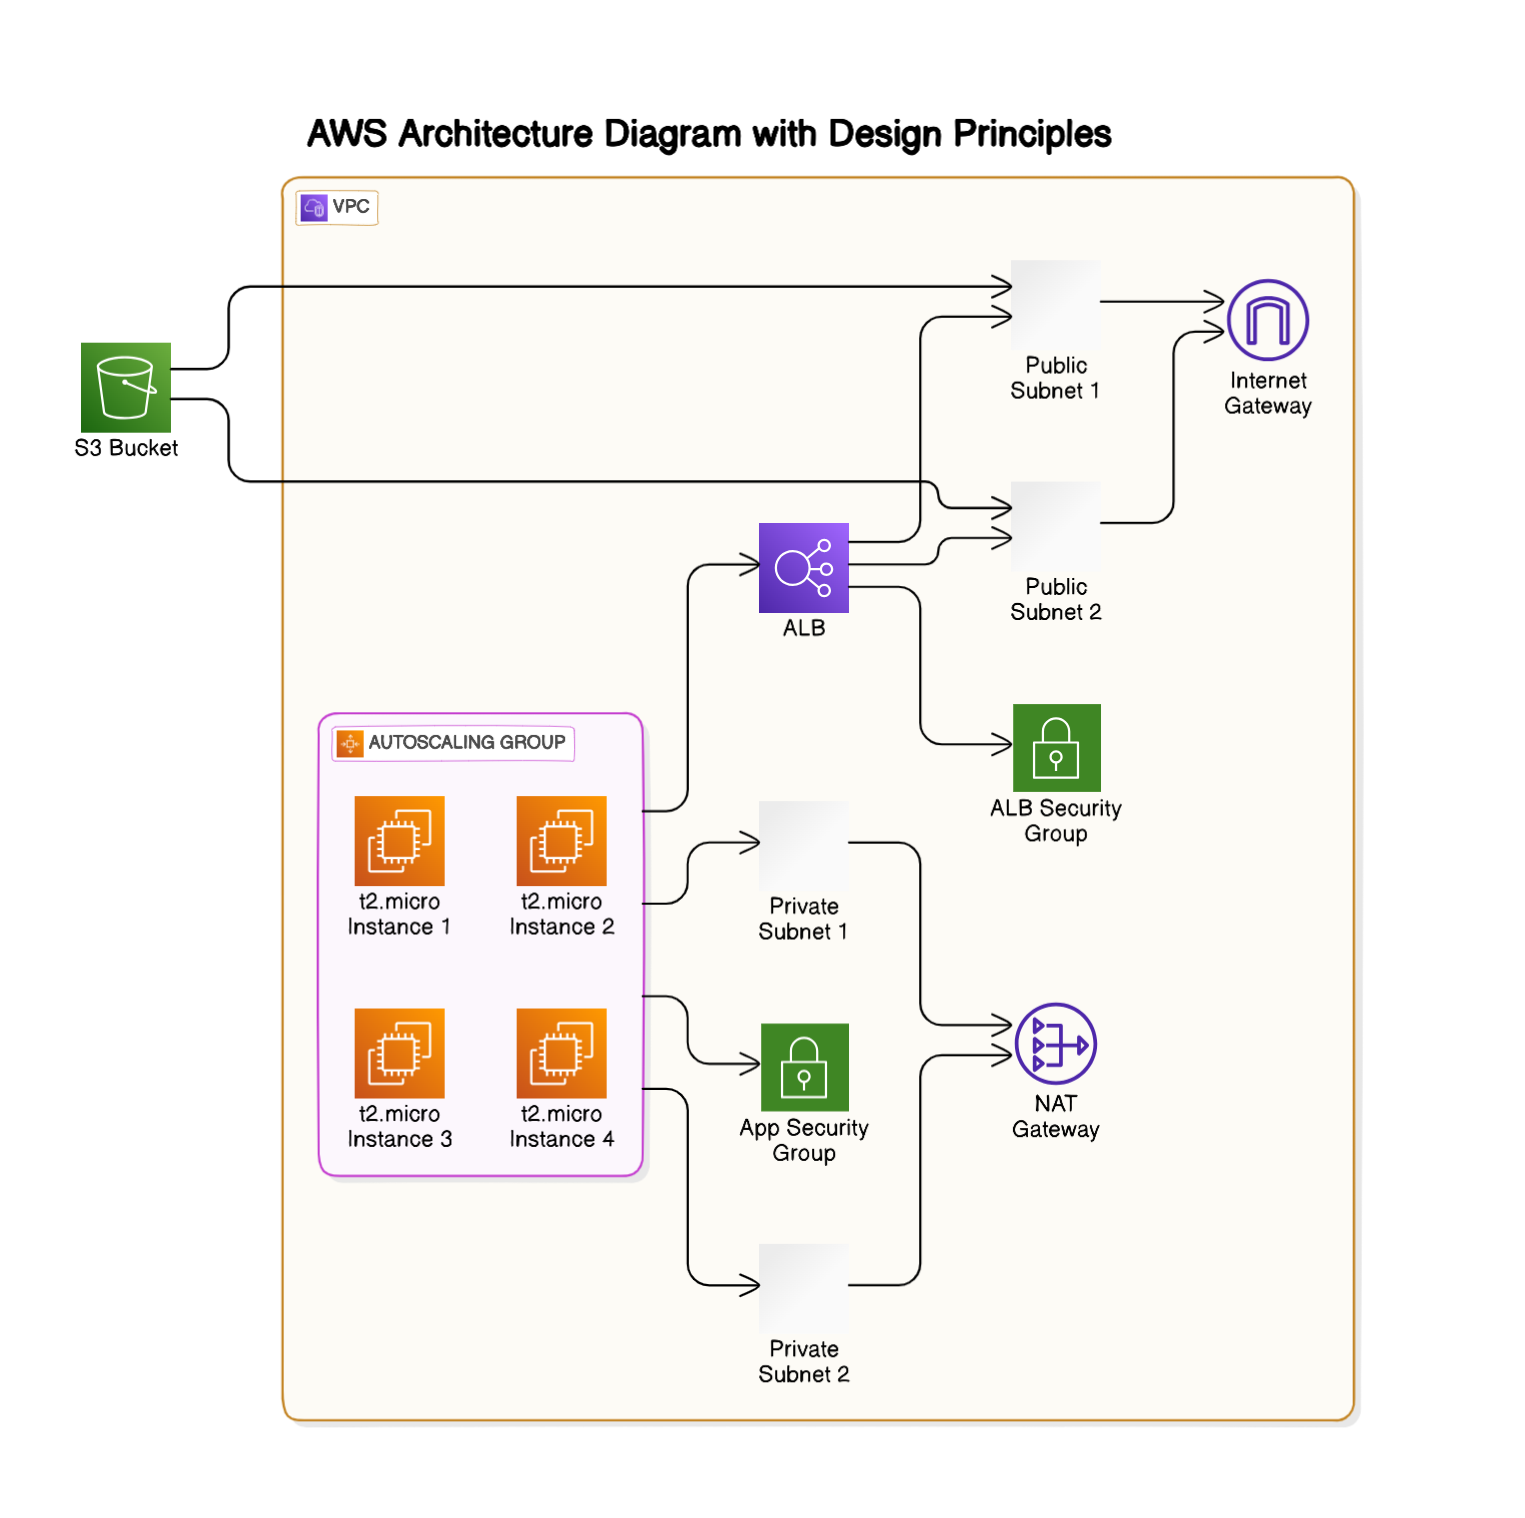 AWS Architecture Diagram with Design Principles
VPC
Public
Subnet 1
Internet
Gateway
S3 Bucket
Public
Subnet 2
ALB
AUTOSCALING GROUP
ALB Security
Group
t2.micro
Instance 1
t2.micro
Instance 2
Private
Subnet 1
t2.micro
Instance 3
t2.micro
Instance 4
App Security
Group
NAT
Gateway
Private
Subnet 2